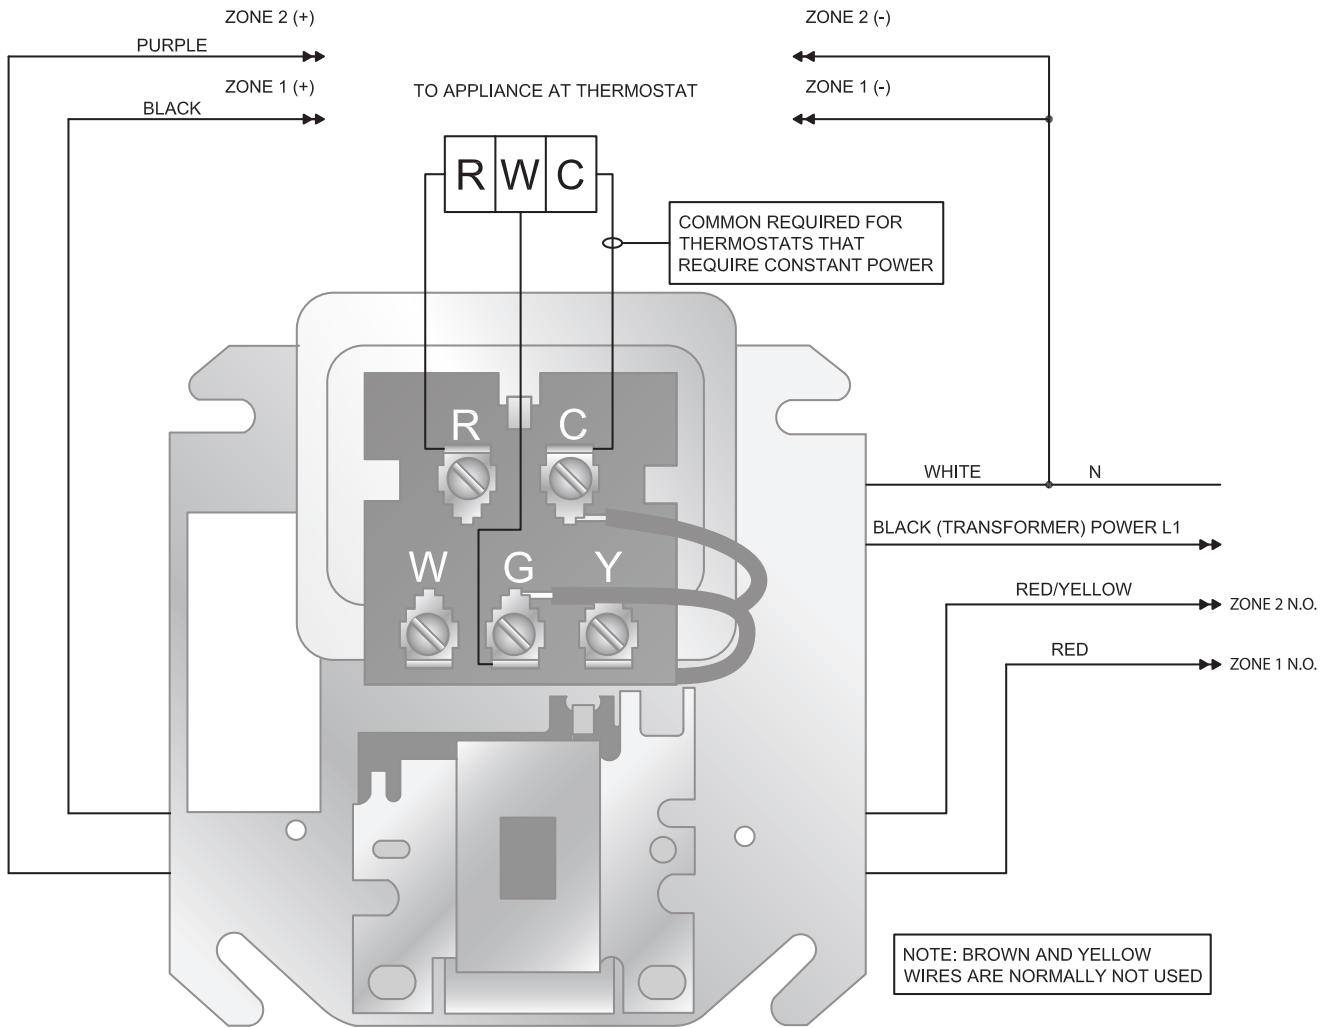 ZONE 2 (+)
ZONE 2 (-)
PURPLE
ZONE 1 (+)
TO APPLIANCE AT THERMOSTAT
ZONE 1 (-)
BLACK
R W C
COMMON REQUIRED FOR
THERMOSTATS THAT
REQUIRE CONSTANT POWER
R C
WHITE N
BLACK (TRANSFORMER) POWER L1
W G Y
RED/YELLOW
ZONE 2 N.O.
RED
ZONE 1 N.O.
NOTE: BROWN AND YELLOW
WIRES ARE NORMALLY NOT USED